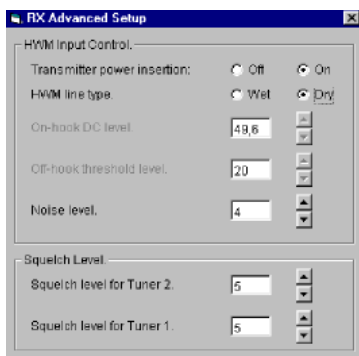 RX Advanced Setup
HWM Input Control.
Transmitter power insertion: Off On
HWM line type. Wet Dry
On-hook DC level. 49,6
Off-hook threshold level. 20
Noise level. 4
Squelch Level.
Squelch level for Tuner 2. 5
Squelch level for Tuner 1. 5